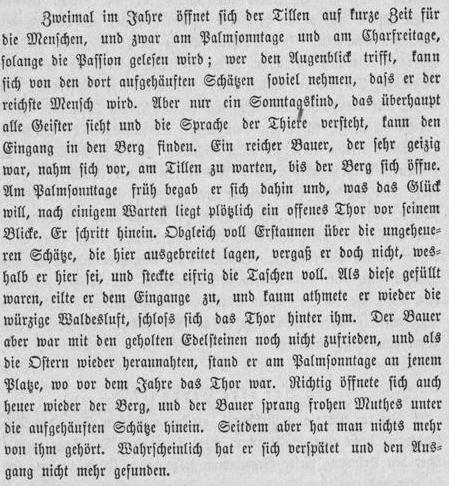 Zweimal im Jahre öffnet sich der Tillen auf kurze Zeit für
die Menschen, und zwar am Palmsonntage und am Charfreitage,
solange die Passion gelesen wird; wer den Augenblick trifft, kann
sich von den dort aufgehäuften Schätzen soviel nehmen, dass er der
reichste Mensch wird. Aber nur ein Sonntagskind, das überhaupt
alle Geister sieht und die Sprache der Thiere versteht, kann den
Eingang in den Berg finden. Ein reicher Bauer, der sehr geizig
war, nahm sich vor, am Tillen zu warten, bis der Berg sich öffne.
Am Palmsonntage früh begab er sich dahin und, was das Glück
will, nach einigem Warten liegt plötzlich ein offenes Thor vor seinem
Blicke. Er schritt hinein. Obgleich voll Erstaunen über die ungeheue-
ren Schätze, die hier ausgebreitet lagen, vergaß er doch nicht, wes-
halb er hier sei, und steckte eifrig die Taschen voll. Als diese gefüllt
waren, eilte er dem Eingange zu, und kaum athmete er wieder die
würzige Waldesluft, schloss sich das Thor hinter ihm. Der Bauer
aber war mit den geholten Edelsteinen noch nicht zufrieden, und als
die Ostern wieder herannahten, stand er am Palmsonntage an jenem
Platze, wo vor dem Jahre das Thor war. Richtig öffnete sich auch
heuer wieder der Berg, und der Bauer sprang frohen Muthes unter
die aufgehäuften Schätze hinein. Seitdem aber hat man nichts mehr
von ihm gehört. Wahrscheinlich hat er sich verspätet und den Aus-
gang nicht mehr gefunden.